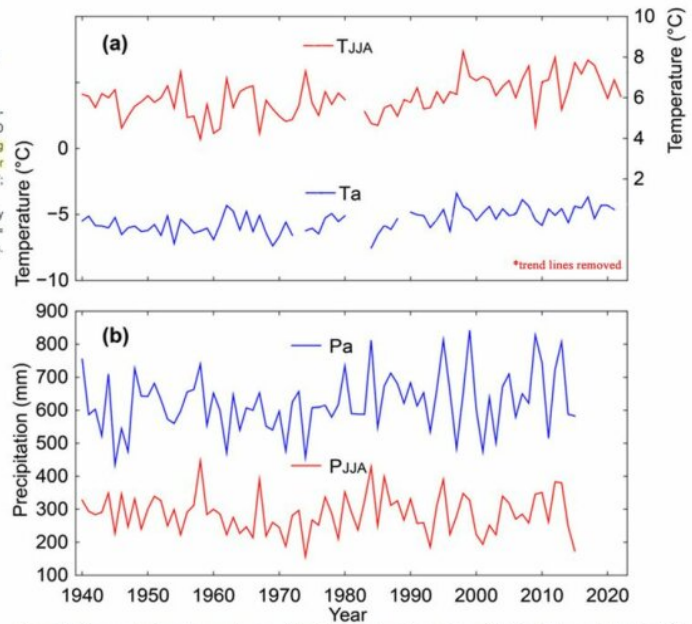 (a)
TJJA
Ta
*trend lines removed
Temperature (°C)
0
−5
−10
Temperature (°C)
10
8
6
4
2
(b)
Pa
PJJA
Precipitation (mm)
900
800
700
600
500
400
300
200
100
1940 1950 1960 1970 1980 1990 2000 2010 2020
Year